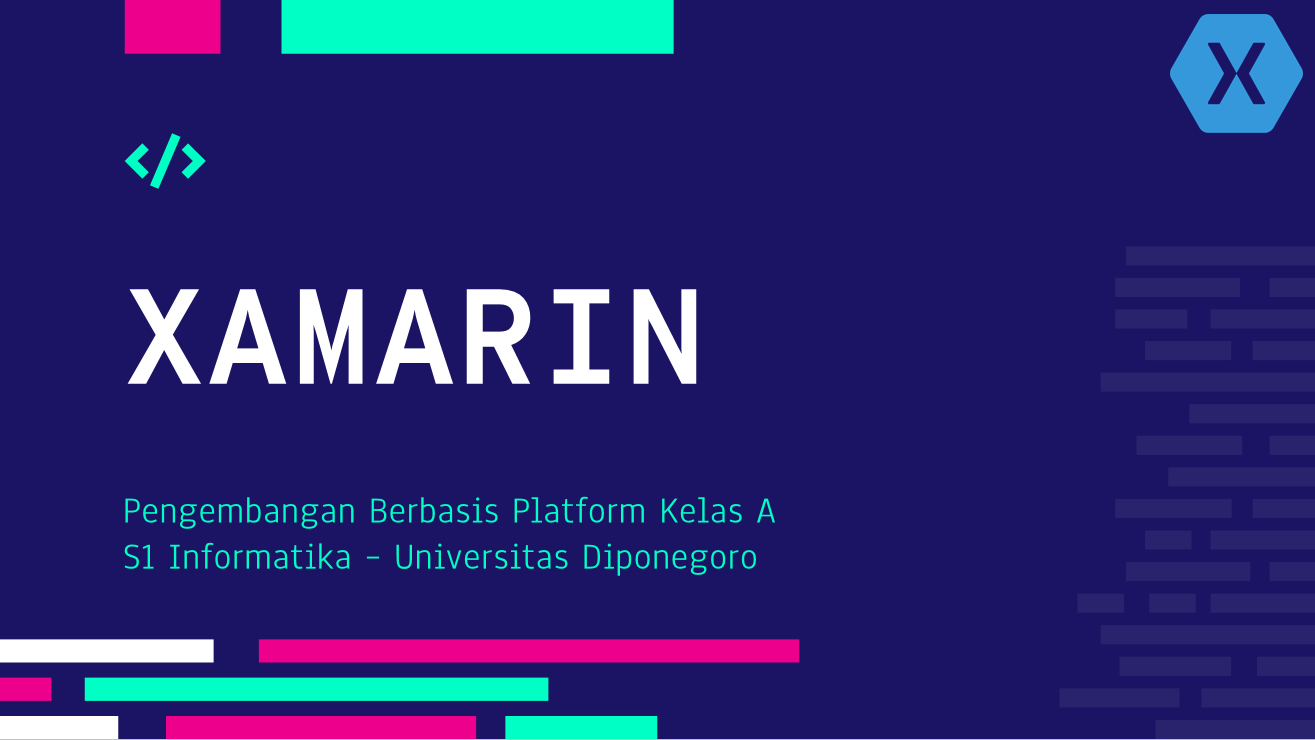 X
</>
XAMARIN
Pengembangan Berbasis Platform Kelas A
S1 Informatika – Universitas Diponegoro